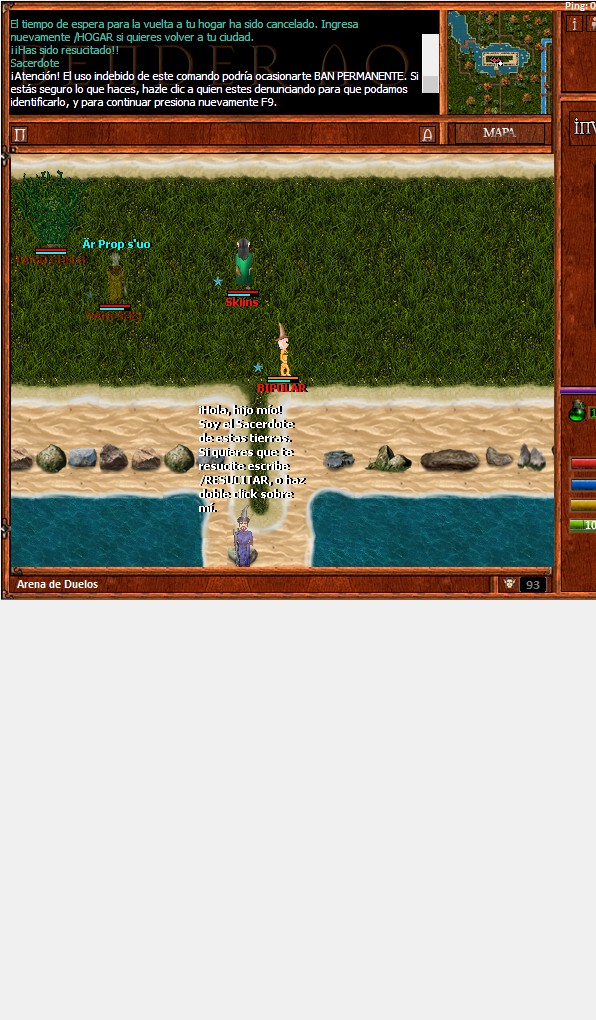 Ping: 0
El tiempo de espera para la vuelta a tu hogar ha sido cancelado. Ingresa
nuevamente /HOGAR si quieres volver a tu ciudad.
¡¡Has sido resucitado!!
Sacerdote
¡Atención! El uso indebido de este comando podría ocasionarte BAN PERMANENTE. Si
estás seguro lo que haces, hazle clic a quien estes denunciando para que podamos
identificarlo, y para continuar presiona nuevamente F9.
MAPA
Är Prop s'uo
Skiins
BIPULAR
¡Hola, hijo mío!
Soy el Sacerdote
de estas tierras.
Si quieres que te
resucite escribe
/RESUCITAR, o haz
doble click sobre
mí.
Arena de Duelos
93
10